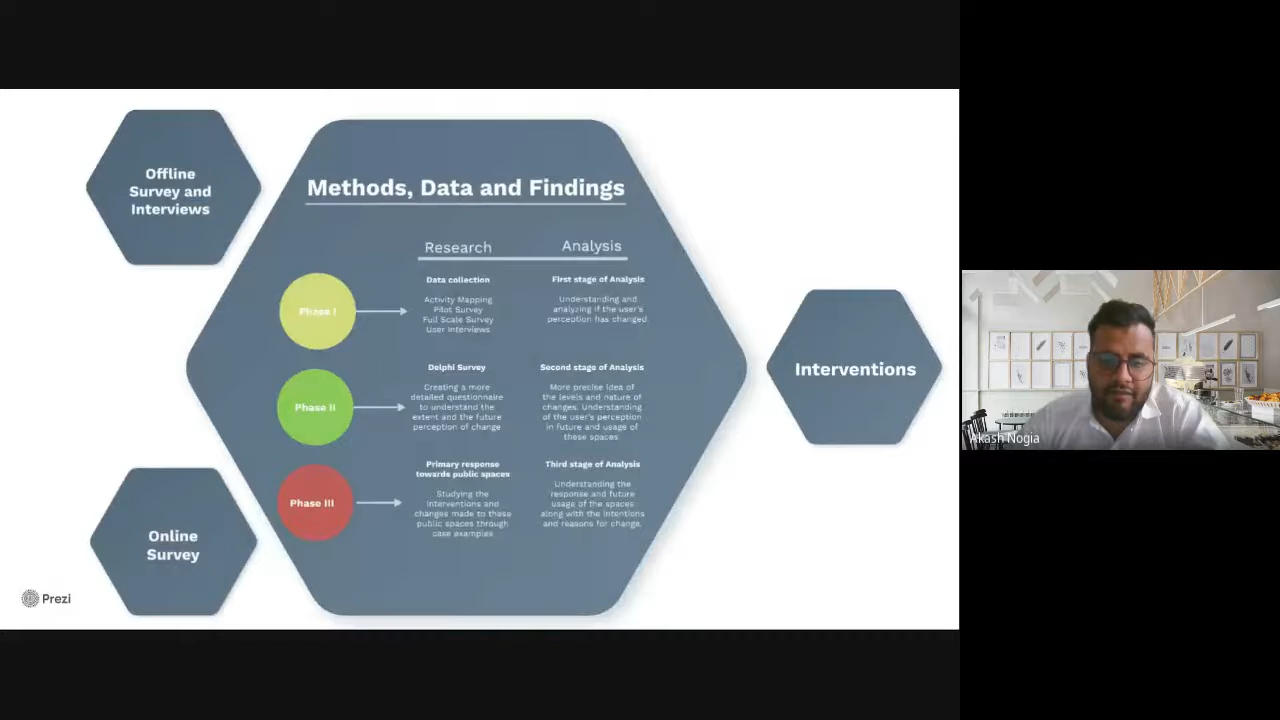 Offline
Survey and
Interviews
Methods, Data and Findings
Research
Analysis
Phase I
Data collection
Activity Mapping
Pilot Survey
Full Scale Survey
User Interviews
First stage of Analysis
Understanding and
analyzing if the user's
perception has changed.
Phase II
Delphi Survey
Creating a more
detailed questionnaire
to understand the
extent and the future
perception of change
Second stage of Analysis
More precise idea of
the levels and nature of
changes. Understanding
of the user's perception
in future and usage of
these spaces
Phase III
Primary response
towards public spaces
Studying the
interventions and
changes made to these
public spaces through
case examples
Third stage of Analysis
Understanding the
response and future
usage of the spaces
along with the intentions
and reasons for change.
Interventions
Online
Survey
Prezi
Akash Nogia